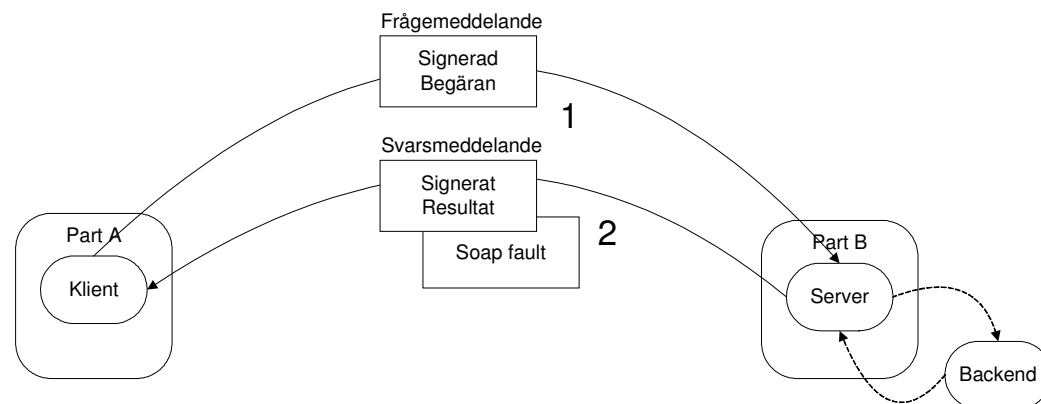 Frågemeddelande
Signerad
Begäran
1
Svarsmeddelande
Signerat
Resultat
2
Soap fault
Part A
Klient
Part B
Server
Backend